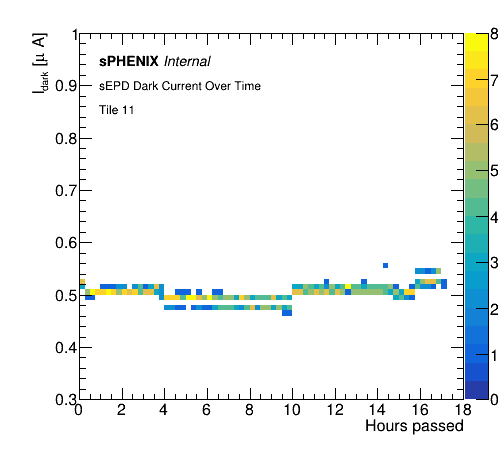 sPHENIX Internal
sEPD Dark Current Over Time
Tile 11
I_dark [μ A]
1
0.9
0.8
0.7
0.6
0.5
0.4
0.3
0 2 4 6 8 10 12 14 16 18
Hours passed
8
7
6
5
4
3
2
1
0